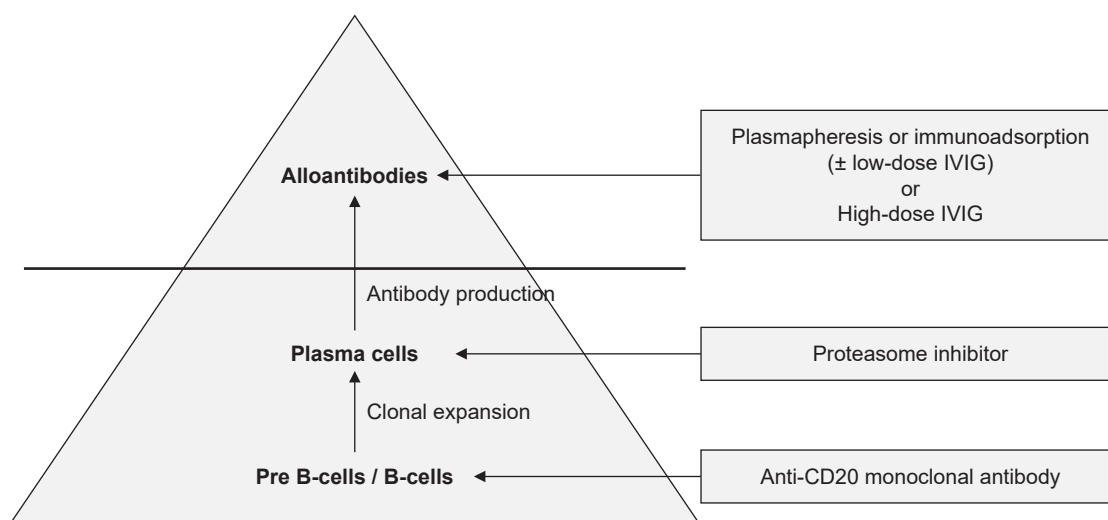 Plasmapheresis or immunoadsorption
(± low-dose IVIG)
or
High-dose IVIG
Alloantibodies
Antibody production
Plasma cells
Proteasome inhibitor
Clonal expansion
Pre B-cells / B-cells
Anti-CD20 monoclonal antibody